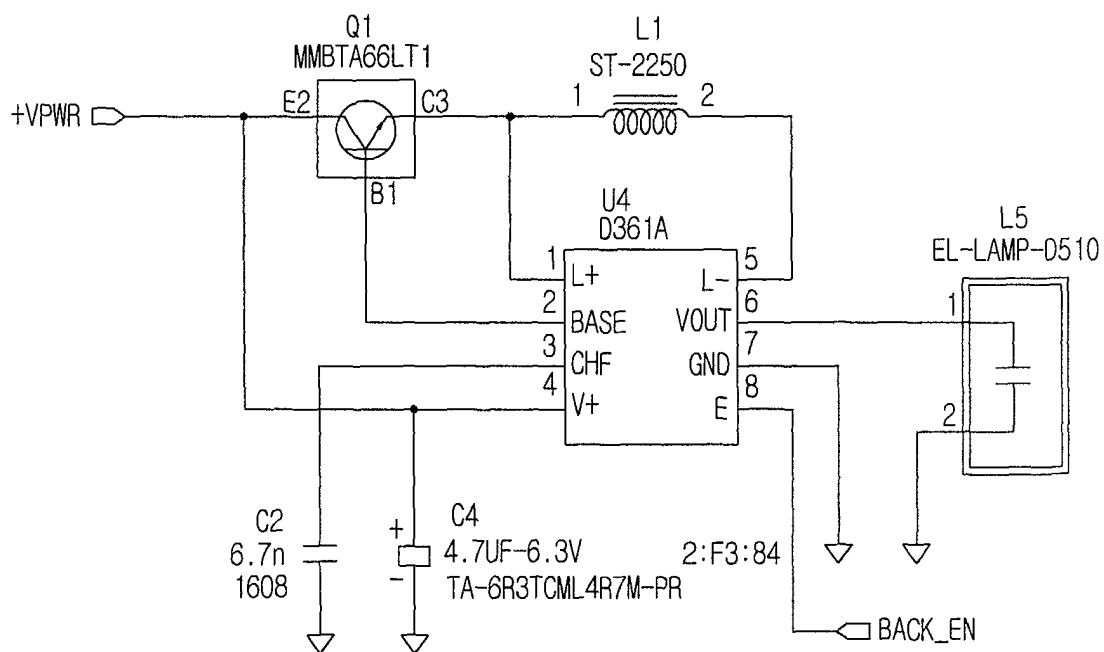 Q1
MMBTA66LT1
L1
ST-2250
+VPWR
E2
C3
1
2
B1
U4
D361A
L5
EL-LAMP-D510
1
L+
5
L-
2
BASE
6
VOUT
1
3
CHF
7
GND
4
V+
8
E
2
C2
6.7n
1608
+
-
C4
4.7UF-6.3V
TA-6R3TCML4R7M-PR
2:F3:84
BACK_EN